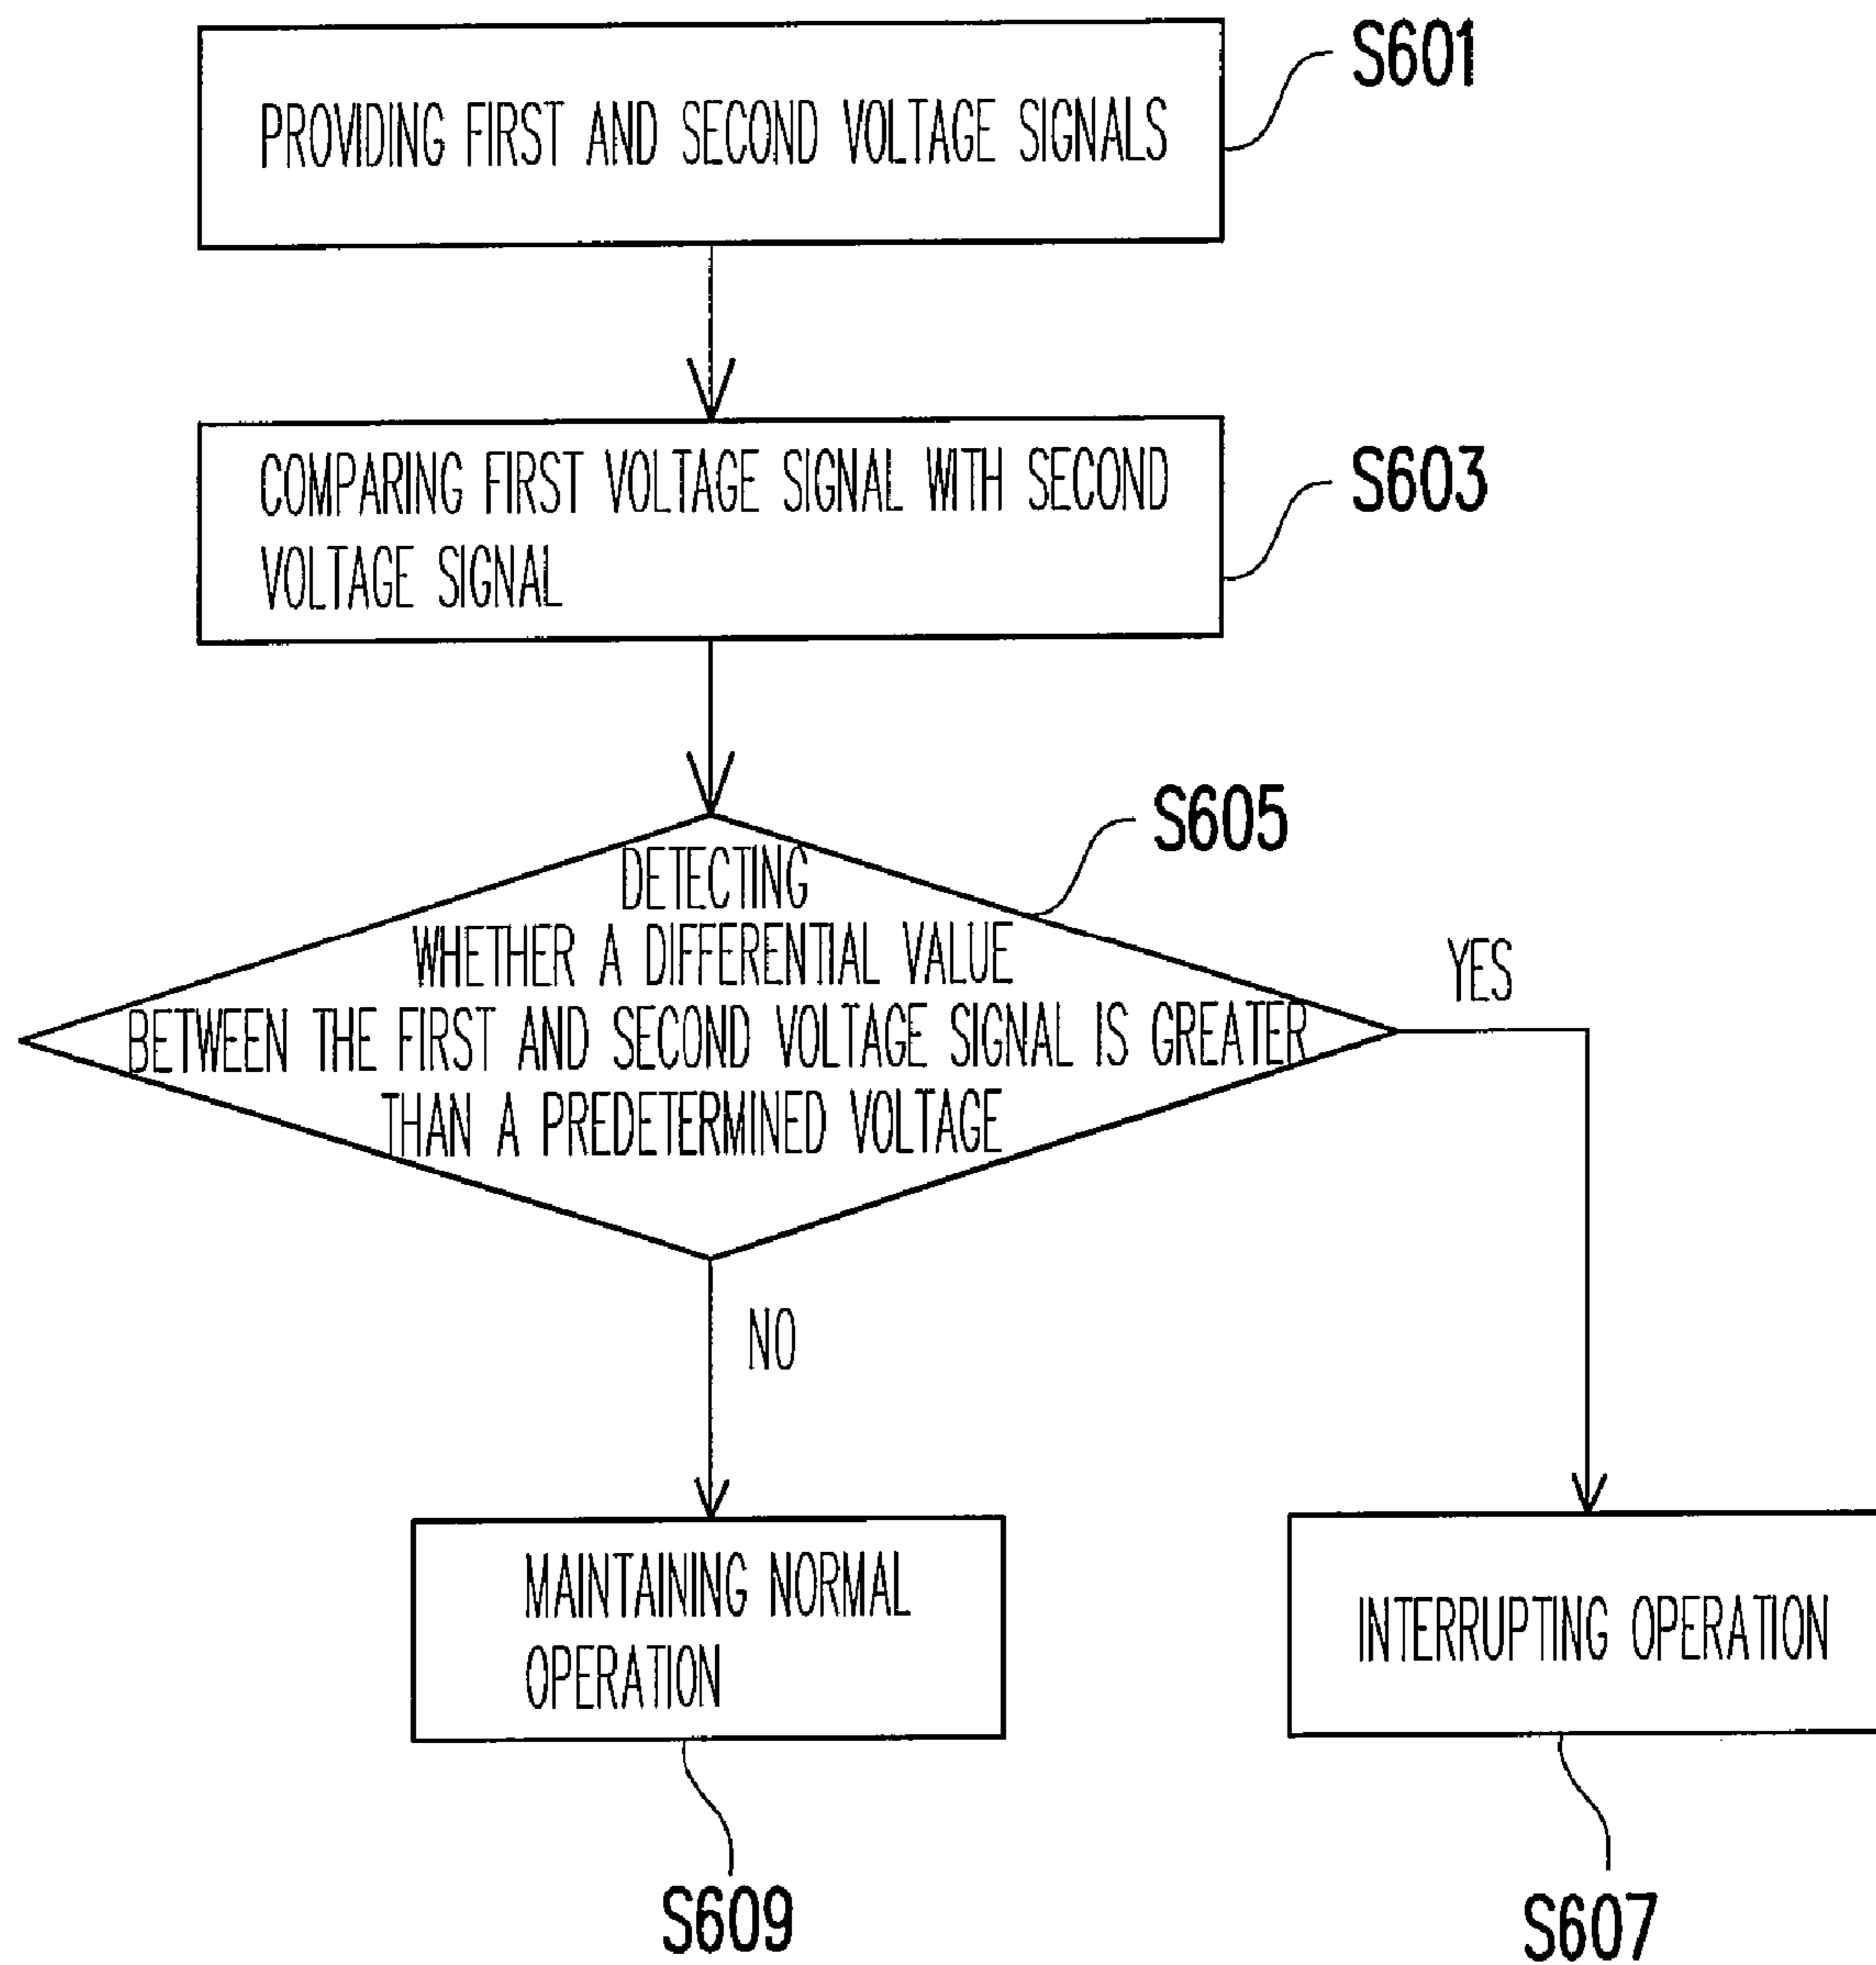 PROVIDING FIRST AND SECOND VOLTAGE SIGNALS
S601
COMPARING FIRST VOLTAGE SIGNAL WITH SECOND
VOLTAGE SIGNAL
S603
S605
DETECTING
WHETHER A DIFFERENTIAL VALUE
BETWEEN THE FIRST AND SECOND VOLTAGE SIGNAL IS GREATER
THAN A PREDETERMINED VOLTAGE
YES
NO
MAINTAINING NORMAL
OPERATION
INTERRUPTING OPERATION
S609
S607